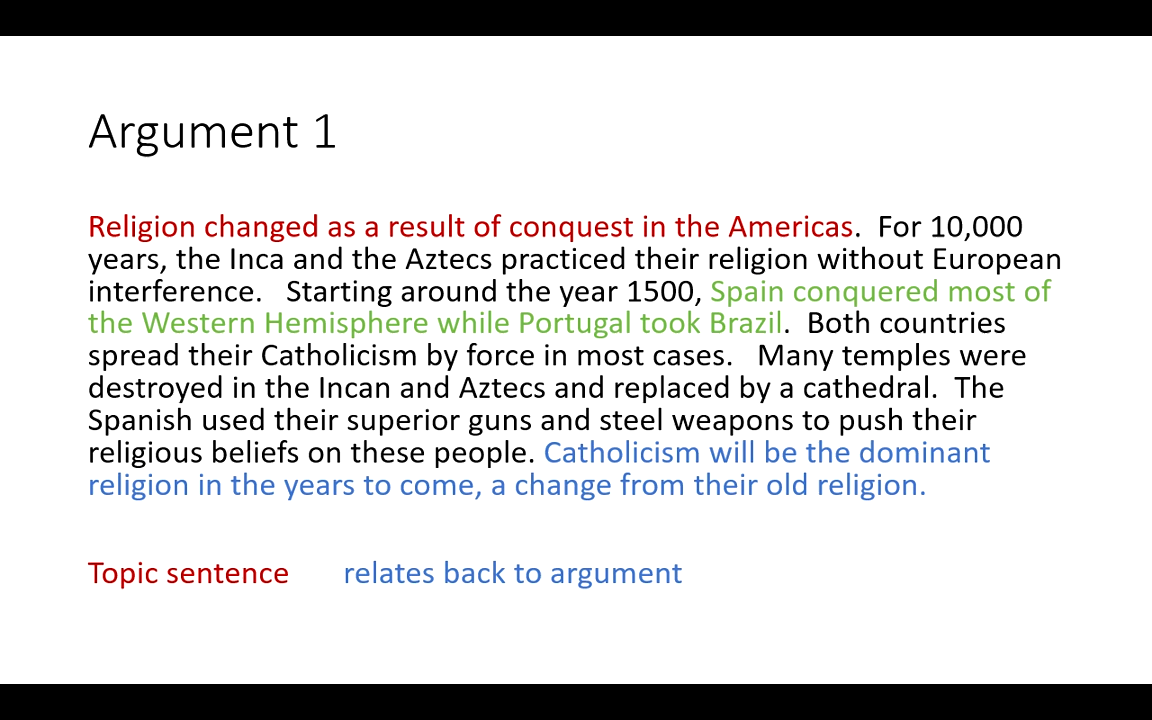 Argument 1
Religion changed as a result of conquest in the Americas.  For 10,000
years, the Inca and the Aztecs practiced their religion without European
interference.   Starting around the year 1500, Spain conquered most of
the Western Hemisphere while Portugal took Brazil.  Both countries
spread their Catholicism by force in most cases.   Many temples were
destroyed in the Incan and Aztecs and replaced by a cathedral.  The
Spanish used their superior guns and steel weapons to push their
religious beliefs on these people. Catholicism will be the dominant
religion in the years to come, a change from their old religion.
Topic sentence      relates back to argument